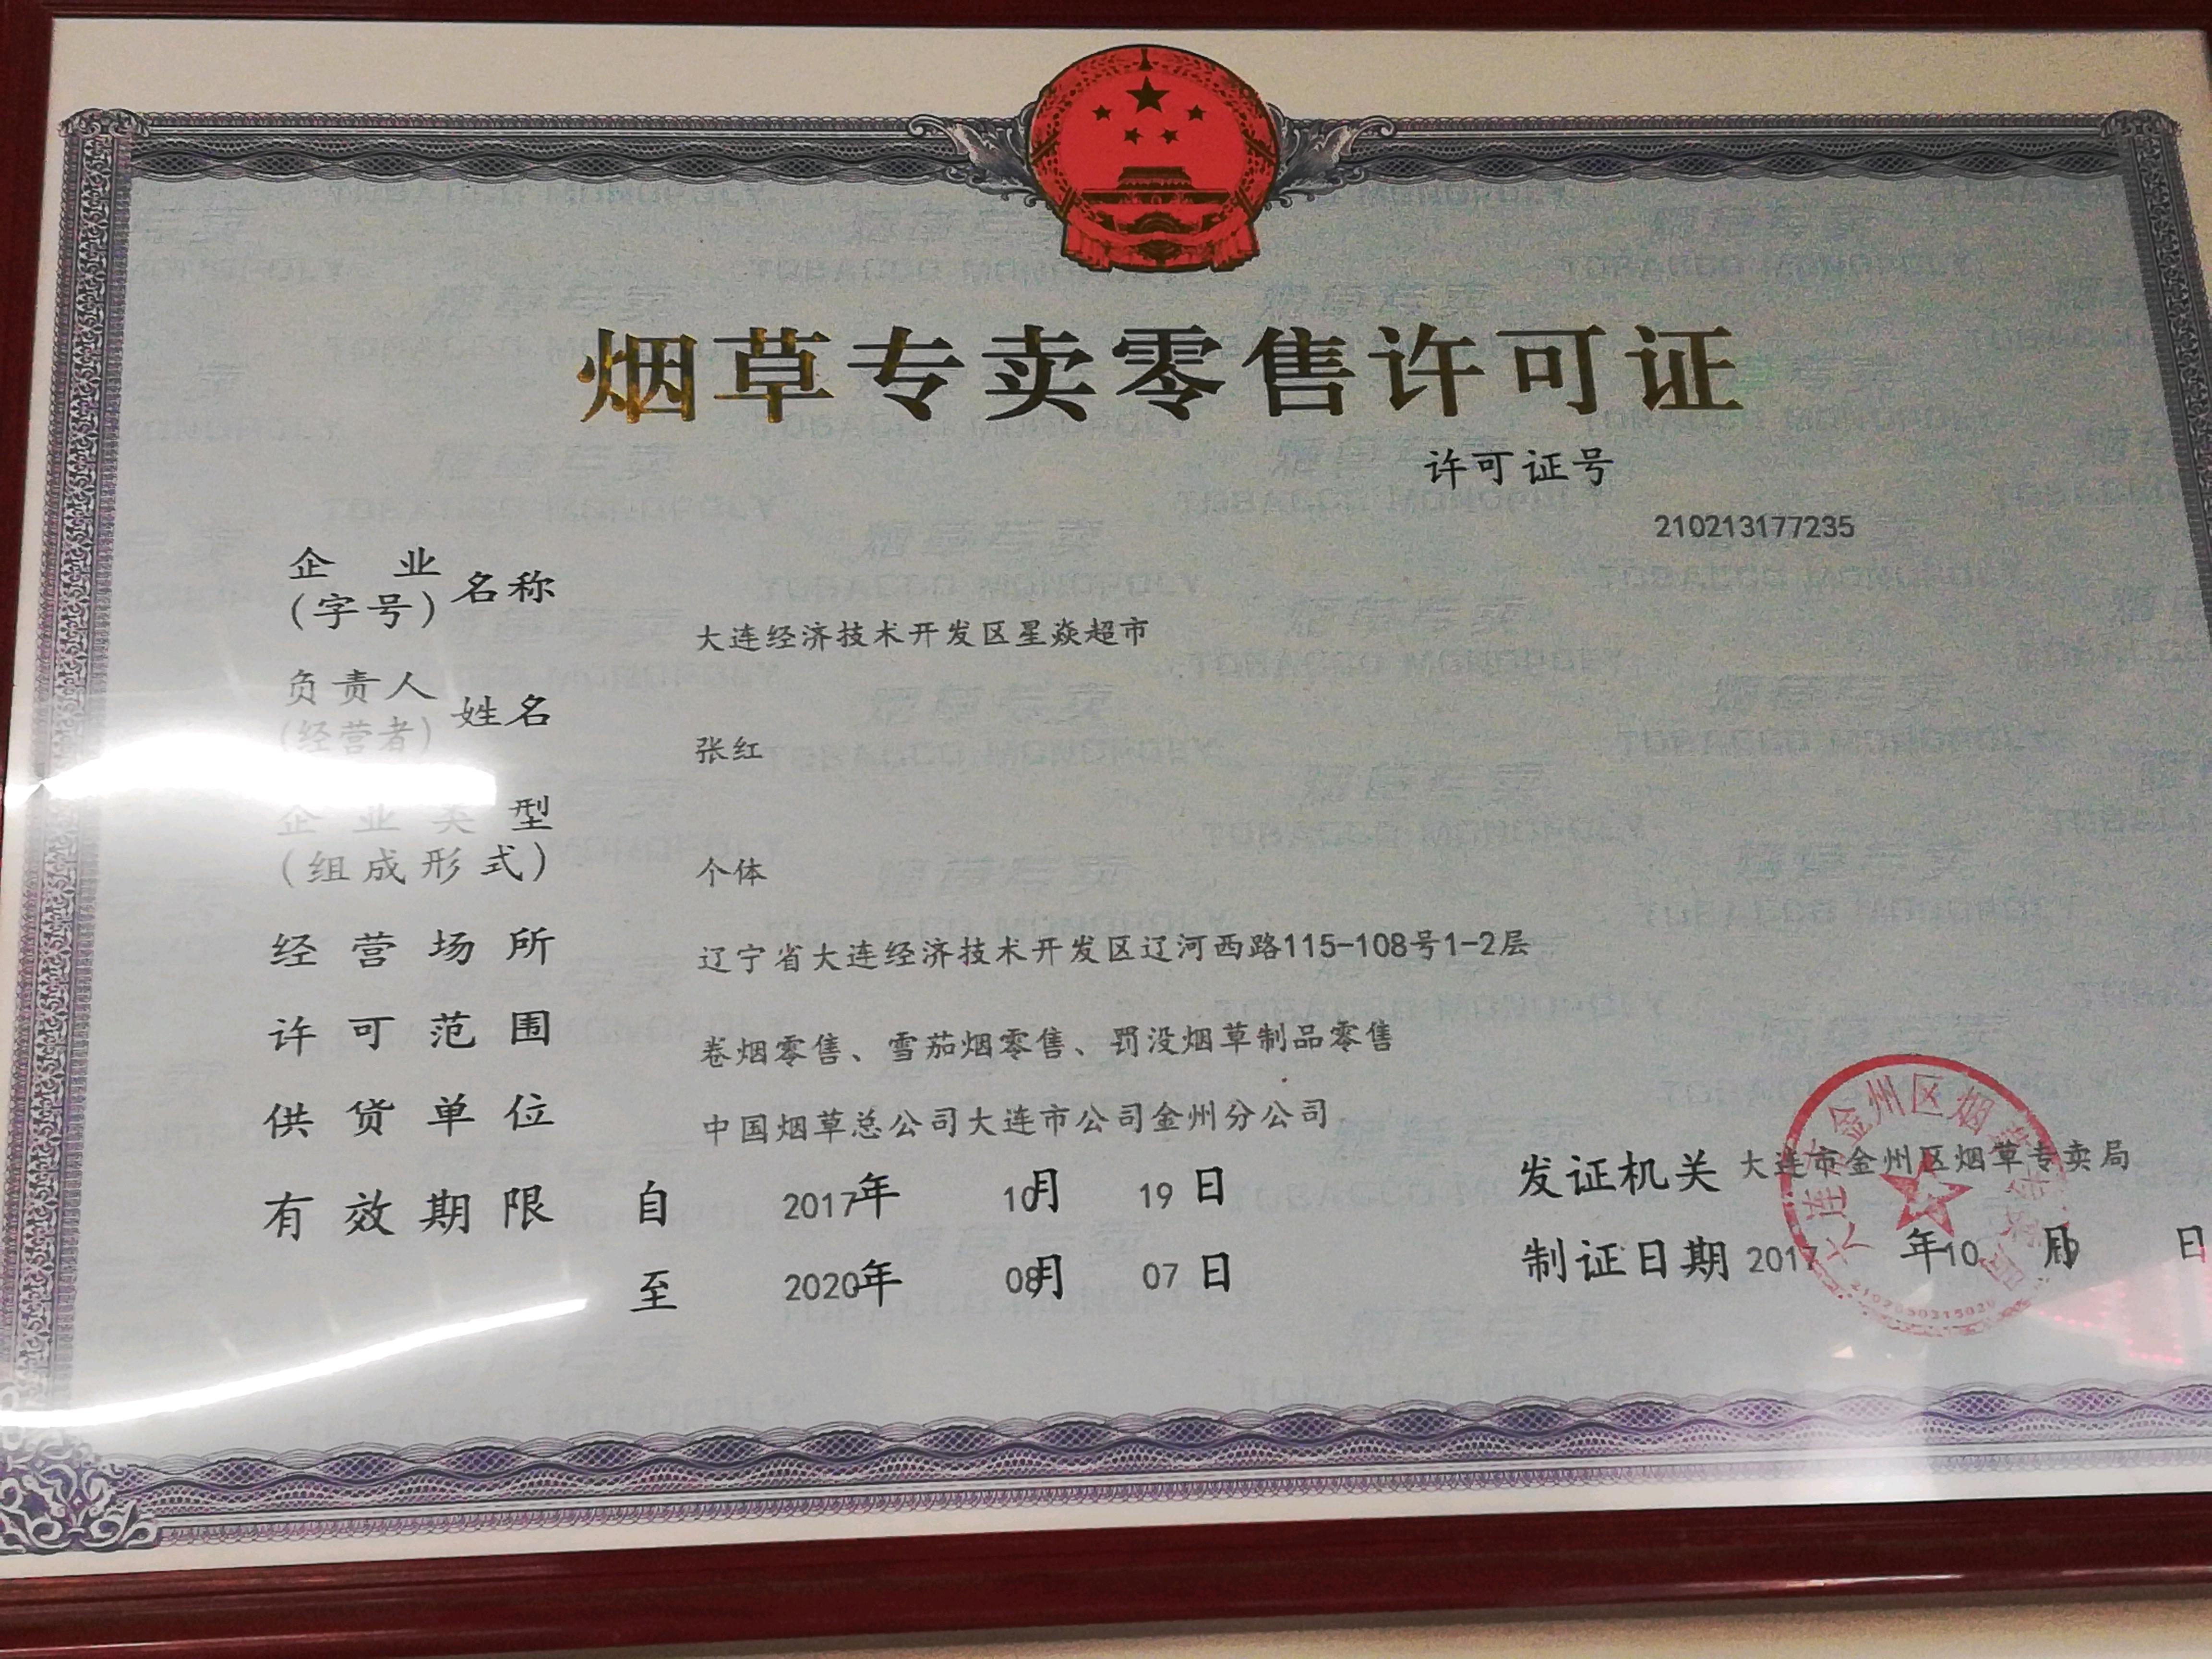 烟草专卖零售许可证
许可证号
210213177235
企业
(字号)
名称
大连经济技术开发区星焱超市
负责人
(经营者)
姓名
张红
企业类型
(组成形式)
个体
经营场所 辽宁省大连经济技术开发区辽河西路115-108号1-2层
许可范围 卷烟零售、雪茄烟零售、罚没烟草制品零售
供货单位 中国烟草总公司大连市公司金州分公司
有效期限 自 2017年 10月 19日
至 2020年 08月 07日
发证机关 大连市金州区烟草专卖局
制证日期 2017 年10 月 日